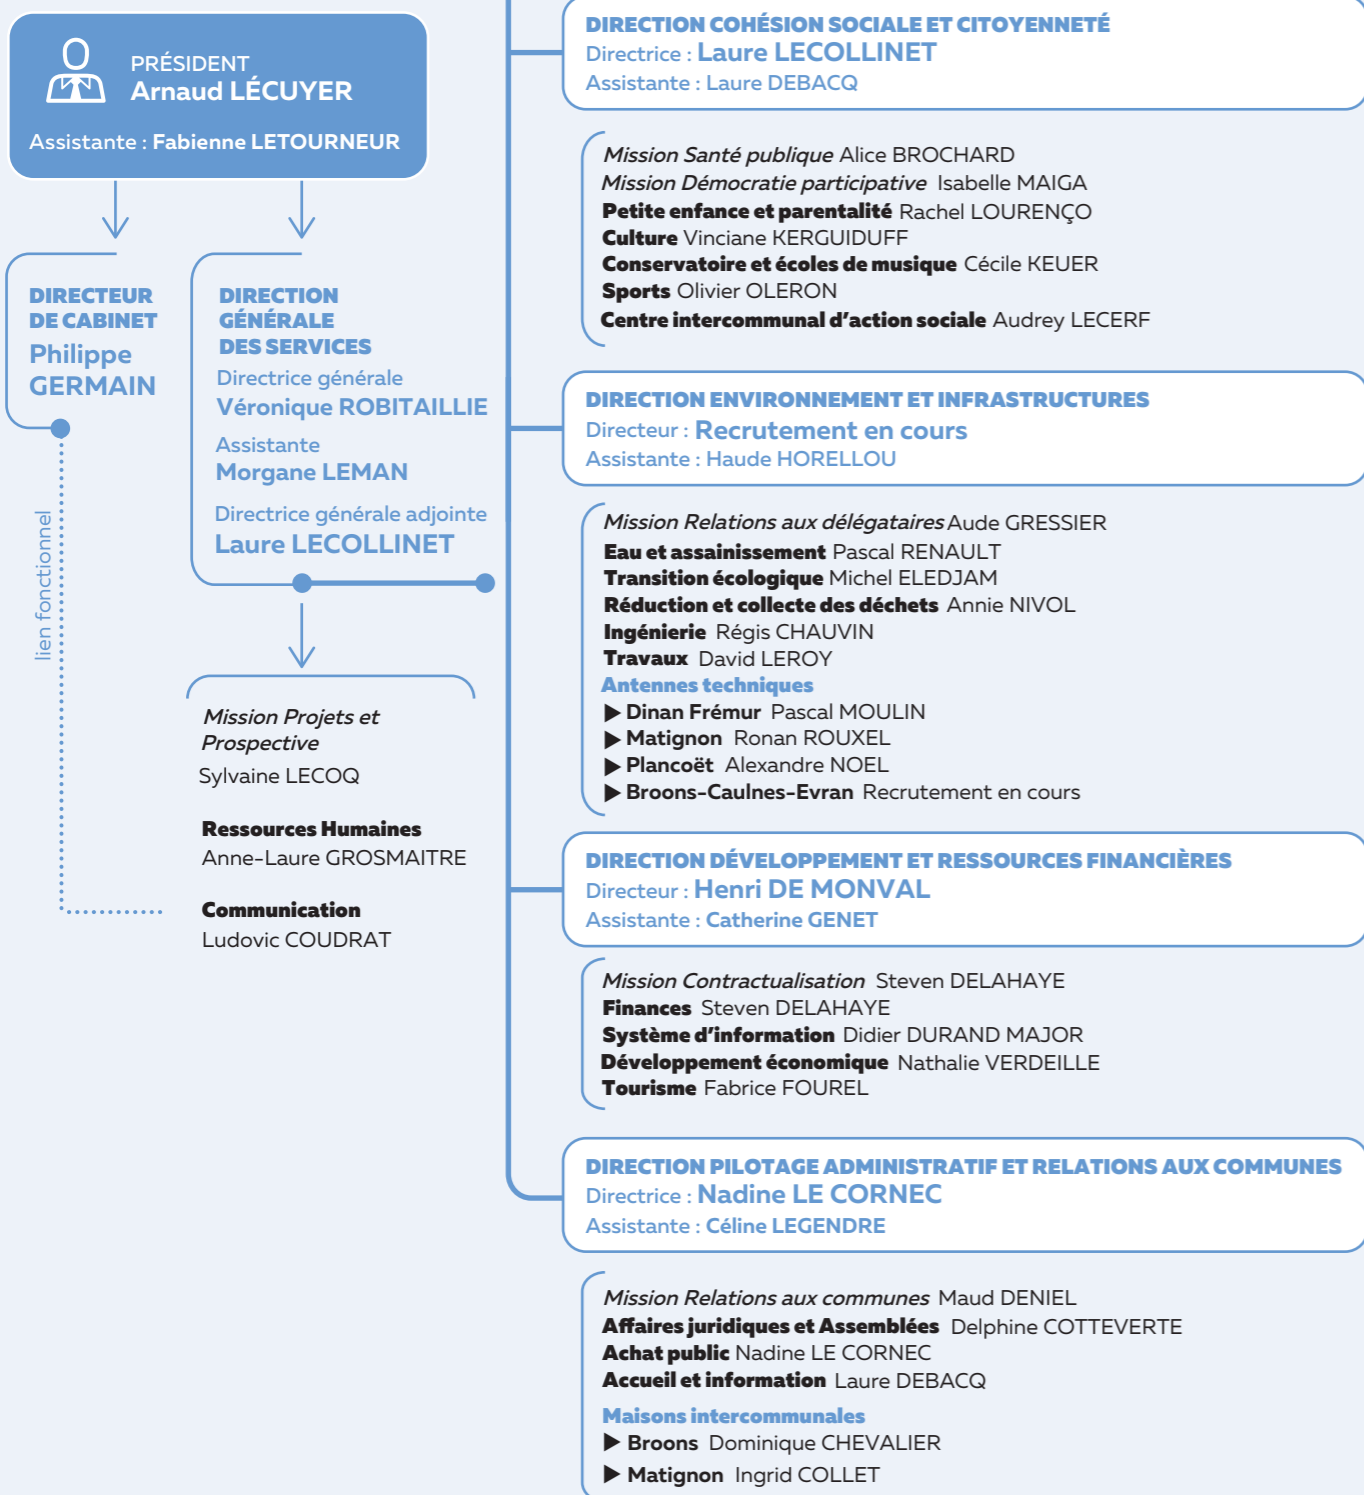 PRÉSIDENT
Arnaud LÉCUYER
Assistante : Fabienne LETOURNEUR
DIRECTEUR
DE CABINET
Philippe
GERMAIN
lien fonctionnel
DIRECTION
GÉNÉRALE
DES SERVICES
Directrice générale
Véronique ROBITAILLIE
Assistante
Morgane LEMAN
Directrice générale adjointe
Laure LECOLLINET
Mission Projets et
Prospective
Sylvaine LECOQ
Ressources Humaines
Anne-Laure GROSMAITRE
Communication
Ludovic COUDRAT
DIRECTION COHÉSION SOCIALE ET CITOYENNETÉ
Directrice : Laure LECOLLINET
Assistante : Laure DEBACQ
Mission Santé publique Alice BROCHARD
Mission Démocratie participative Isabelle MAIGA
Petite enfance et parentalité Rachel LOURENÇO
Culture Vinciane KERGUIDUFF
Conservatoire et écoles de musique Cécile KEUER
Sports Olivier OLERON
Centre intercommunal d'action sociale Audrey LECERF
DIRECTION ENVIRONNEMENT ET INFRASTRUCTURES
Directeur : Recrutement en cours
Assistante : Haude HORELLOU
Mission Relations aux délégataires Aude GRESSIER
Eau et assainissement Pascal RENAULT
Transition écologique Michel ELEDJAM
Réduction et collecte des déchets Annie NIVOL
Ingénierie Régis CHAUVIN
Travaux David LEROY
Antennes techniques
▶ Dinan Frémur Pascal MOULIN
▶ Matignon Ronan ROUXEL
▶ Plancoët Alexandre NOEL
▶ Broons-Caulnes-Evran Recrutement en cours
DIRECTION DÉVELOPPEMENT ET RESSOURCES FINANCIÈRES
Directeur : Henri DE MONVAL
Assistante : Catherine GENET
Mission Contractualisation Steven DELAHAYE
Finances Steven DELAHAYE
Système d'information Didier DURAND MAJOR
Développement économique Nathalie VERDEILLE
Tourisme Fabrice FOUREL
DIRECTION PILOTAGE ADMINISTRATIF ET RELATIONS AUX COMMUNES
Directrice : Nadine LE CORNEC
Assistante : Céline LEGENDRE
Mission Relations aux communes Maud DENIEL
Affaires juridiques et Assemblées Delphine COTTEVERTE
Achat public Nadine LE CORNEC
Accueil et information Laure DEBACQ
Maisons intercommunales
▶ Broons Dominique CHEVALIER
▶ Matignon Ingrid COLLET